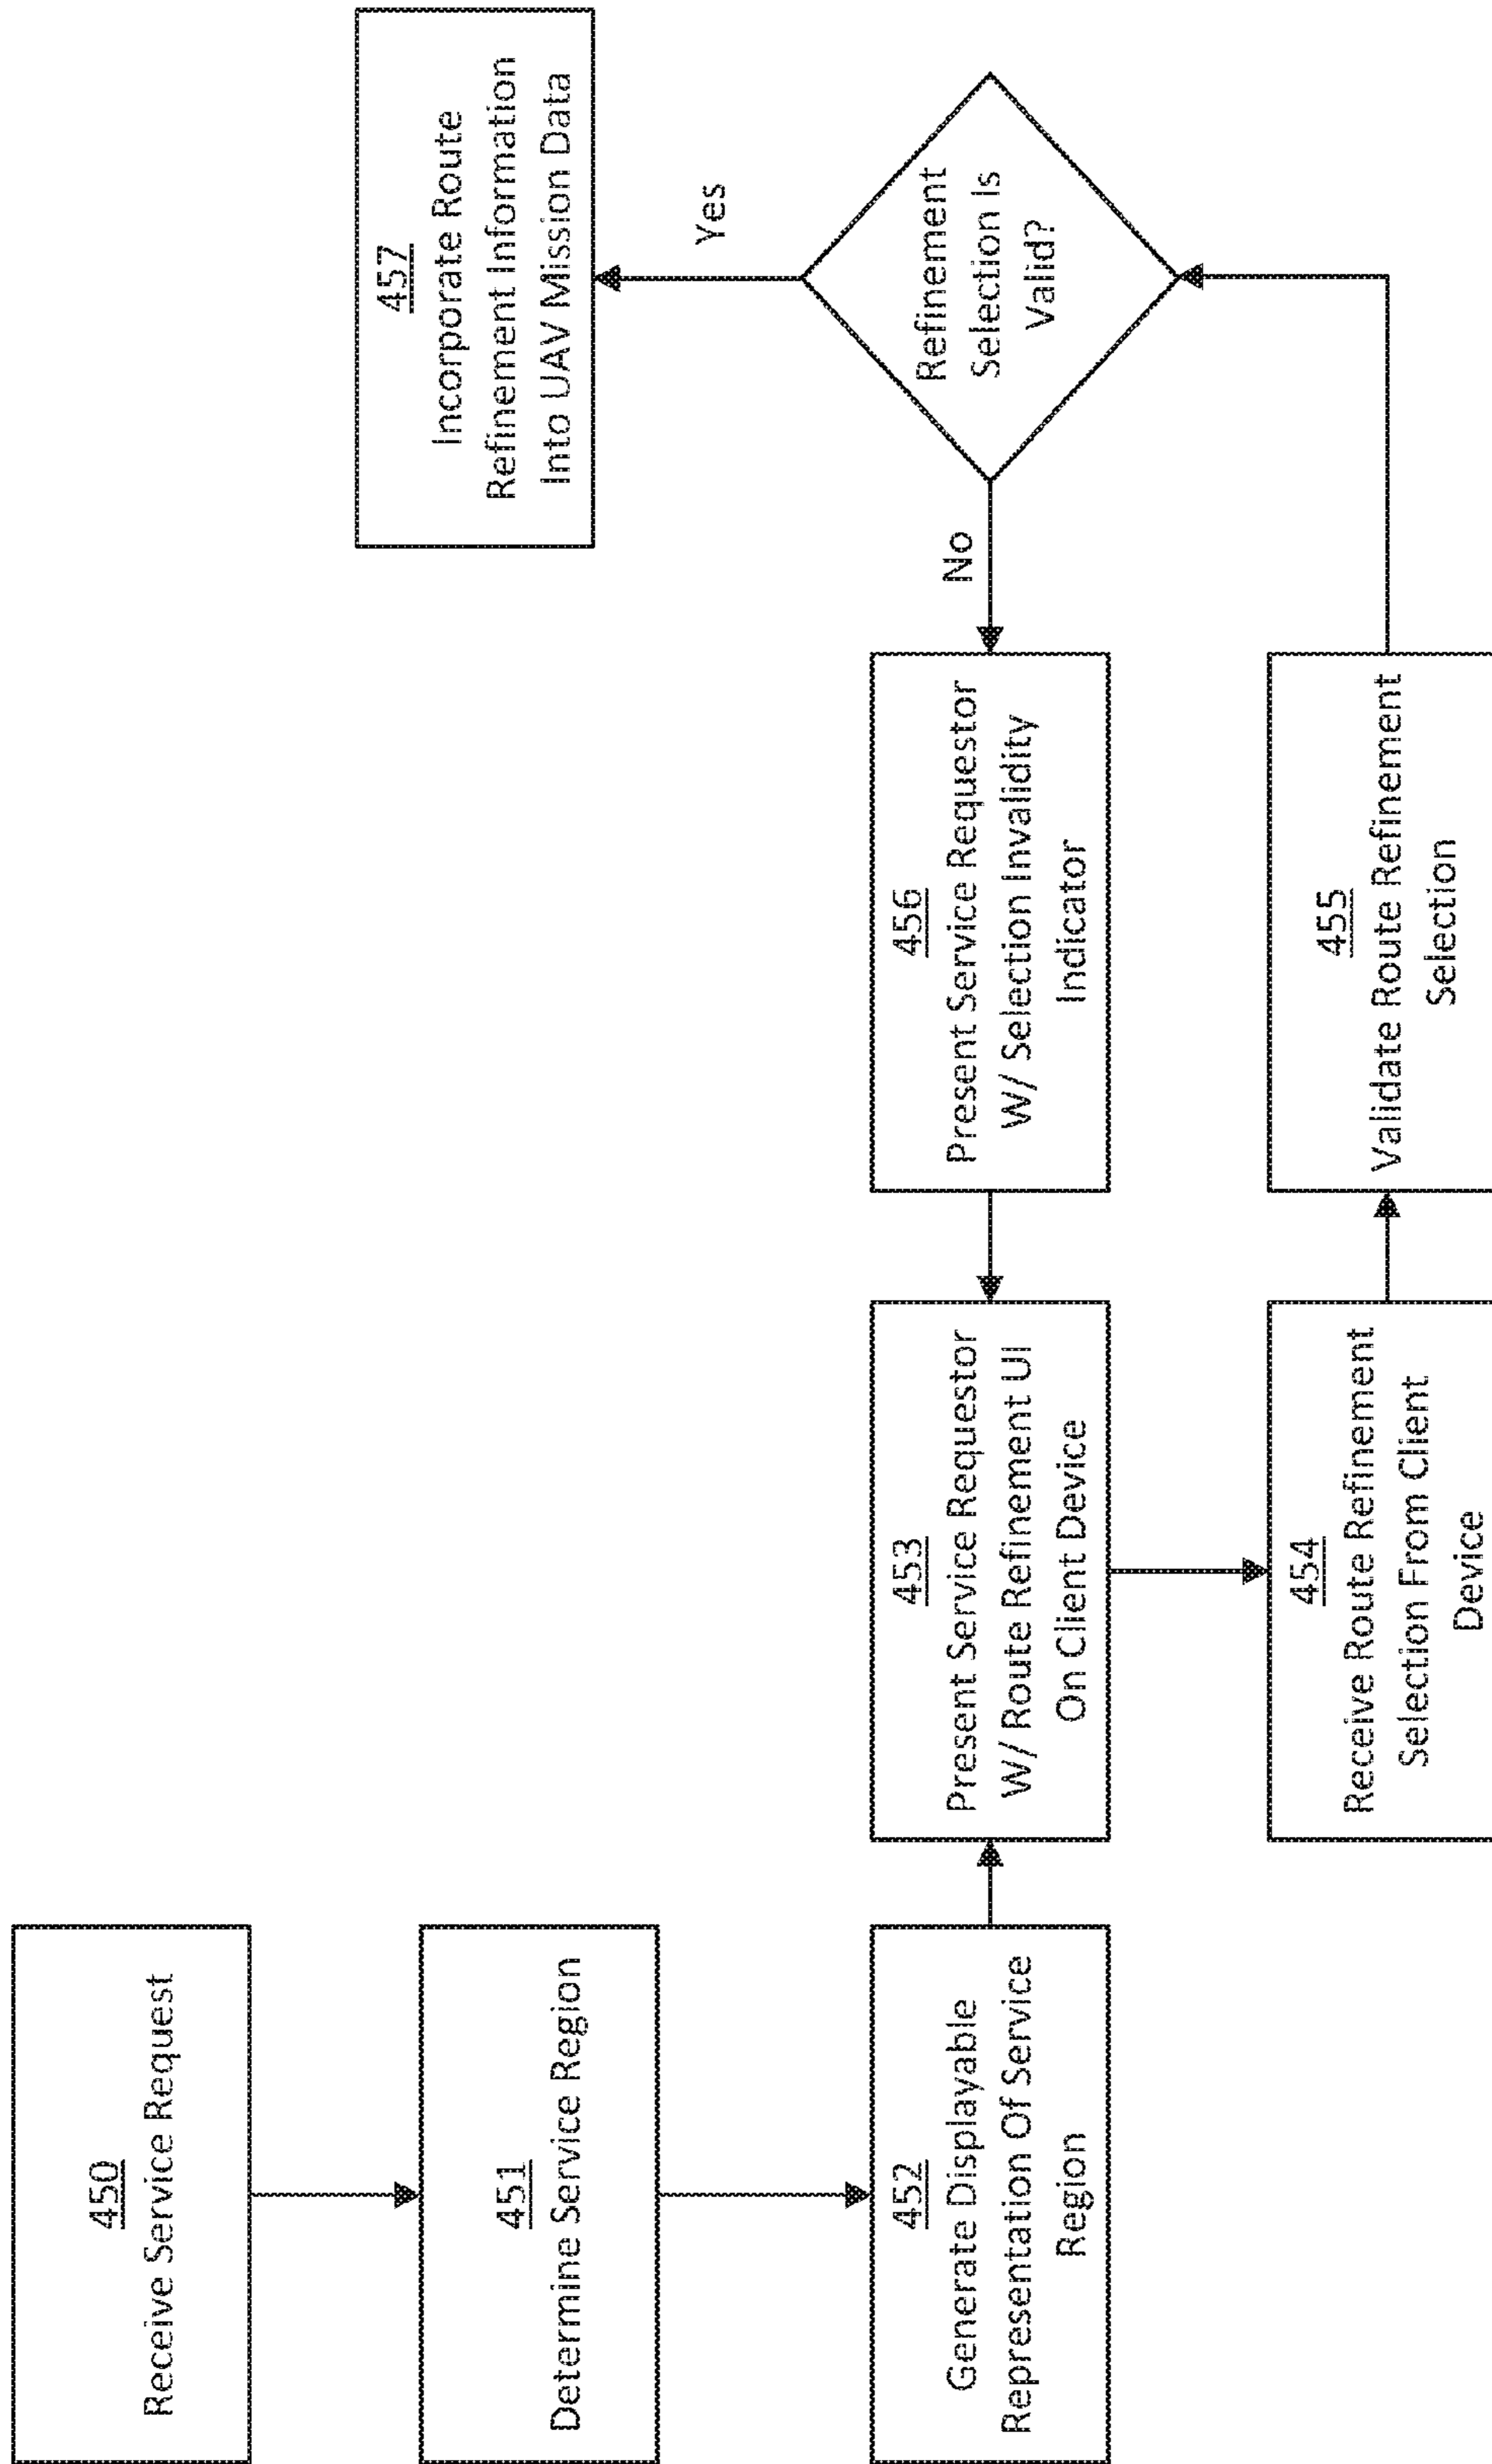 450
Receive Service Request
451
Determine Service Region
452
Generate Displayable
Representation Of Service
Region
453
Present Service Requestor
W/ Route Refinement UI
On Client Device
454
Receive Route Refinement
Selection From Client
Device
455
Validate Route Refinement
Selection
456
Present Service Requestor
W/ Selection Invalidity
Indicator
No
Refinement
Selection Is
Valid?
Yes
457
Incorporate Route
Refinement Information
Into UAV Mission Data